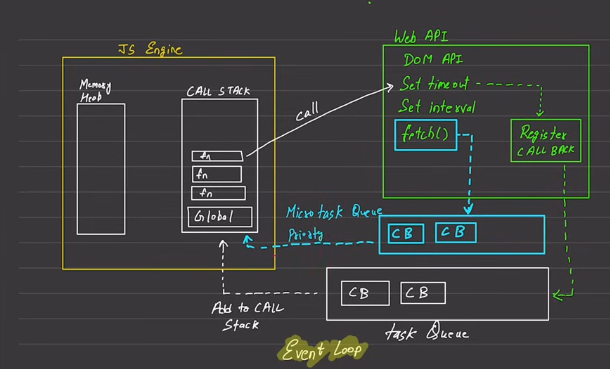 JS Engine
Memory
Heab
CALL STACK
fn
fn
fn
Global
call
Web API
DOM API
Set timeout
Set interval
fetch()
Register
CALL BACK
Microtask Queue
Priority
CB
CB
Add to CALL
Stack
CB
CB
task Queue
Event Loop